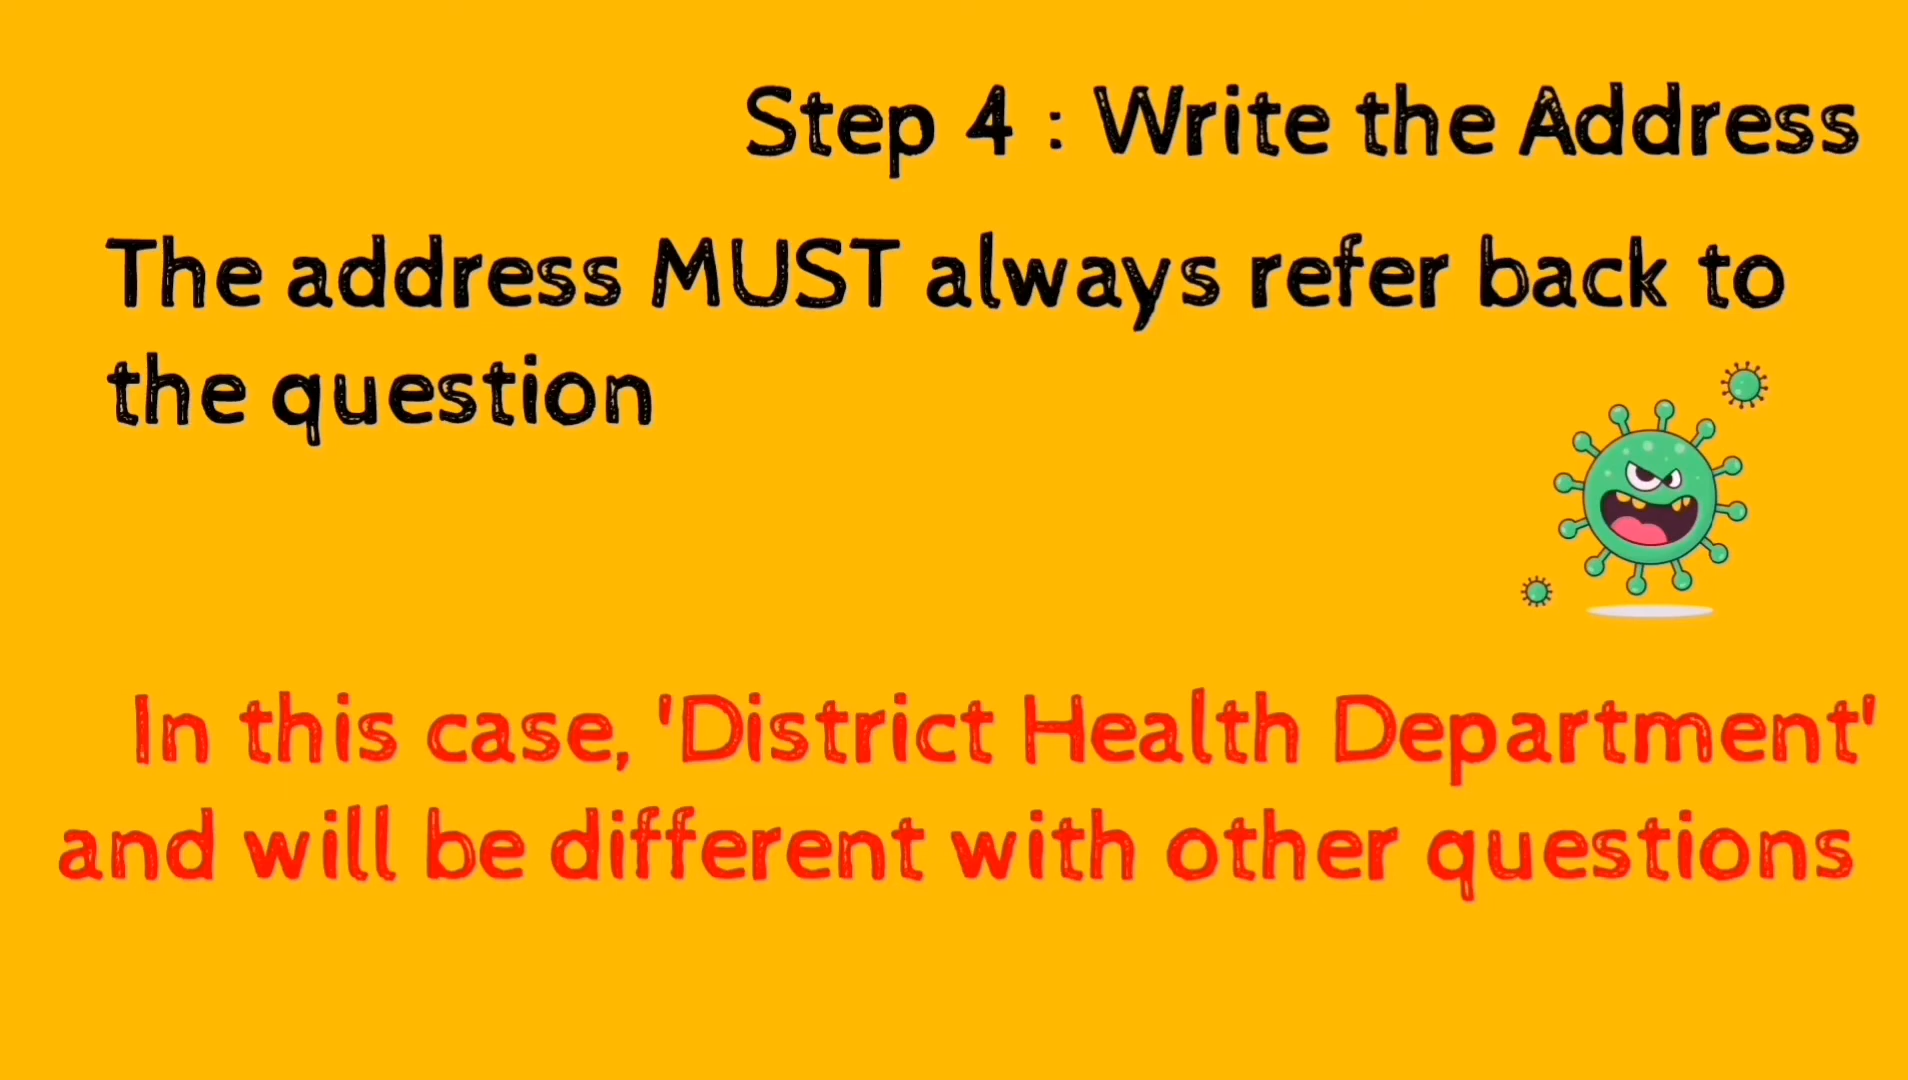 Step 4 : Write the Address
The address MUST always refer back to
the question
In this case, 'District Health Department'
and will be different with other questions